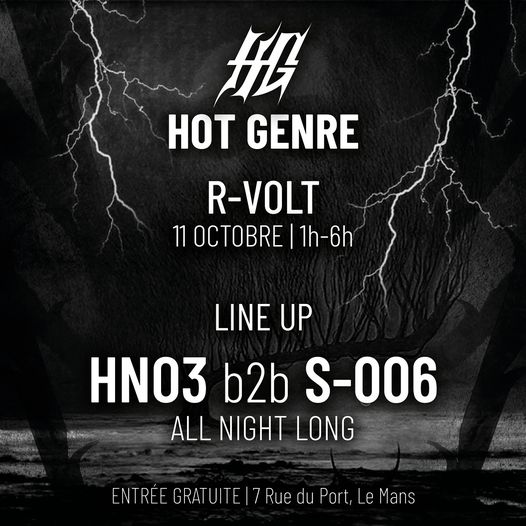 HG
HOT GENRE
R-VOLT
11 OCTOBRE | 1h-6h
LINE UP
HNO3 b2b S-006
ALL NIGHT LONG
ENTRÉE GRATUITE | 7 Rue du Port, Le Mans